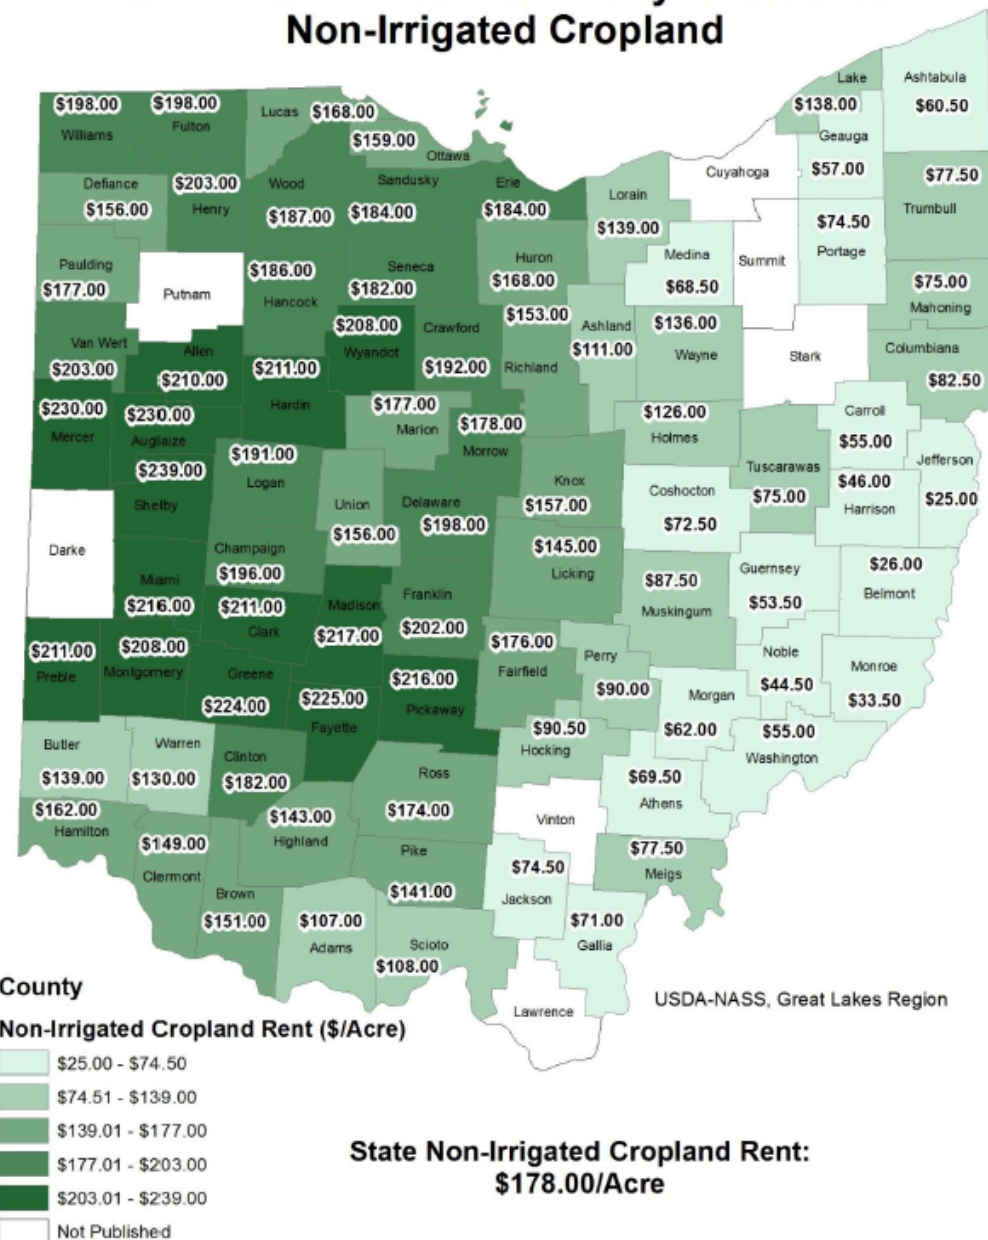 Non-Irrigated Cropland
Lake
$138.00
Ashtabula
$60.50
Geauga
$57.00
$198.00
Williams
$198.00
Fulton
Lucas
$168.00
$159.00
Ottawa
Defiance
$156.00
$203.00
Henry
Wood
$187.00
Sandusky
$184.00
Erie
$184.00
Lorain
$139.00
Cuyahoga
$77.50
Trumbull
Paulding
$177.00
Putnam
$186.00
Hancock
Seneca
$182.00
Huron
$168.00
Medina
$68.50
Summit
$74.50
Portage
$75.00
Mahoning
Van Wert
$203.00
Allen
$210.00
$211.00
Hardin
$208.00
Wyandot
Crawford
$192.00
$153.00
Richland
Ashland
$111.00
$136.00
Wayne
Stark
Columbiana
$82.50
$230.00
Mercer
$230.00
Auglaize
$239.00
Shelby
$191.00
Logan
$177.00
Marion
$178.00
Morrow
$126.00
Holmes
Tuscarawas
$75.00
Carroll
$55.00
$46.00
Harrison
Jefferson
$25.00
Darke
Union
$156.00
Delaware
$198.00
Knox
$157.00
Coshocton
$72.50
Miami
$216.00
Champaign
$196.00
$211.00
Clark
Madison
$217.00
Franklin
$202.00
$145.00
Licking
$87.50
Muskingum
Guernsey
$53.50
$26.00
Belmont
$211.00
Preble
$208.00
Montgomery
Greene
$224.00
$225.00
Fayette
$216.00
Pickaway
$176.00
Fairfield
Perry
$90.00
Morgan
$62.00
Noble
$44.50
Monroe
$33.50
$55.00
Washington
Butler
$139.00
Warren
$130.00
Clinton
$182.00
Ross
$174.00
$90.50
Hocking
$69.50
Athens
$162.00
Hamilton
$149.00
Clermont
$143.00
Highland
Pike
$141.00
Vinton
$77.50
Meigs
Brown
$151.00
$107.00
Adams
Scioto
$108.00
$74.50
Jackson
$71.00
Gallia
Lawrence
USDA-NASS, Great Lakes Region
County
Non-Irrigated Cropland Rent ($/Acre)
$25.00 - $74.50
$74.51 - $139.00
$139.01 - $177.00
$177.01 - $203.00
$203.01 - $239.00
Not Published
State Non-Irrigated Cropland Rent:
$178.00/Acre